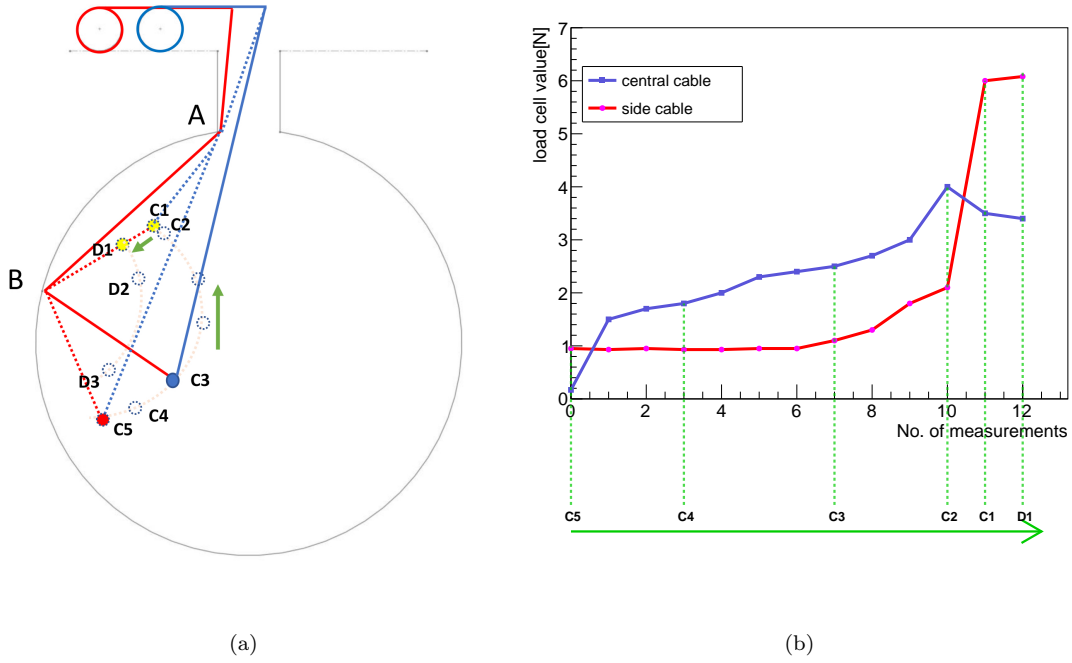 A
B
C1
C2
D1
D2
C3
D3
C4
C5
(a)
load cell value[N]
7
6
5
4
3
2
1
0
central cable
side cable
0 2 4 6 8 10 12
No. of measurements
C5 C4 C3 C2 C1 D1
(b)